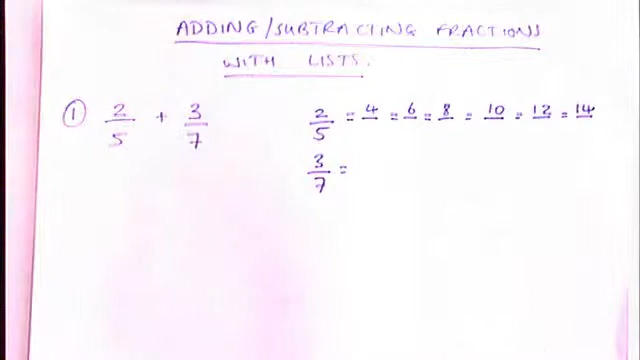 ADDING/SUBTRACTING FRACTIONS
WITH LISTS.
① 2/5 + 3/7
2/5 = 4/ = 6/ = 8/ = 10/ = 12/ = 14/
3/7 =